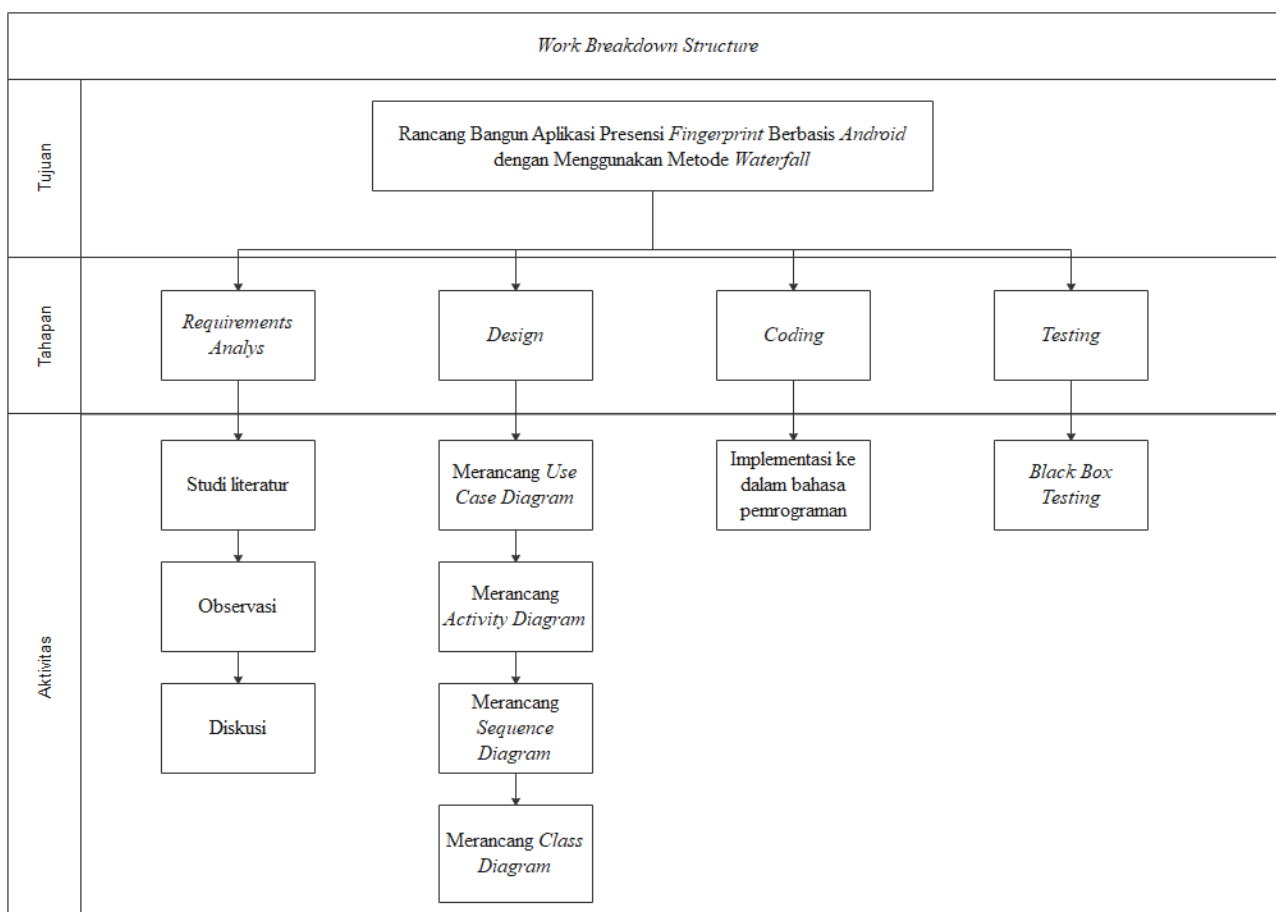 Work Breakdown Structure
Tujuan
Rancang Bangun Aplikasi Presensi Fingerprint Berbasis Android
dengan Menggunakan Metode Waterfall
Tahapan
Requirements
Analys
Design
Coding
Testing
Aktivitas
Studi literatur
Observasi
Diskusi
Merancang Use
Case Diagram
Merancang
Activity Diagram
Merancang
Sequence
Diagram
Merancang Class
Diagram
Implementasi ke
dalam bahasa
pemrograman
Black Box
Testing